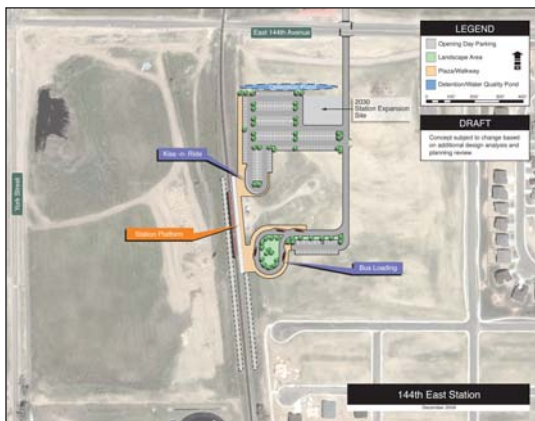 East 144th Avenue
LEGEND
Opening Day Parking
Landscape Area
Plaza/Walkway
Detention/Water Quality Pond
DRAFT
Concept subject to change based
on additional design analysis and
planning review.
2030
Station Expansion
Site
Kiss -n- Ride
York Street
Station Platform
Bus Loading
144th East Station